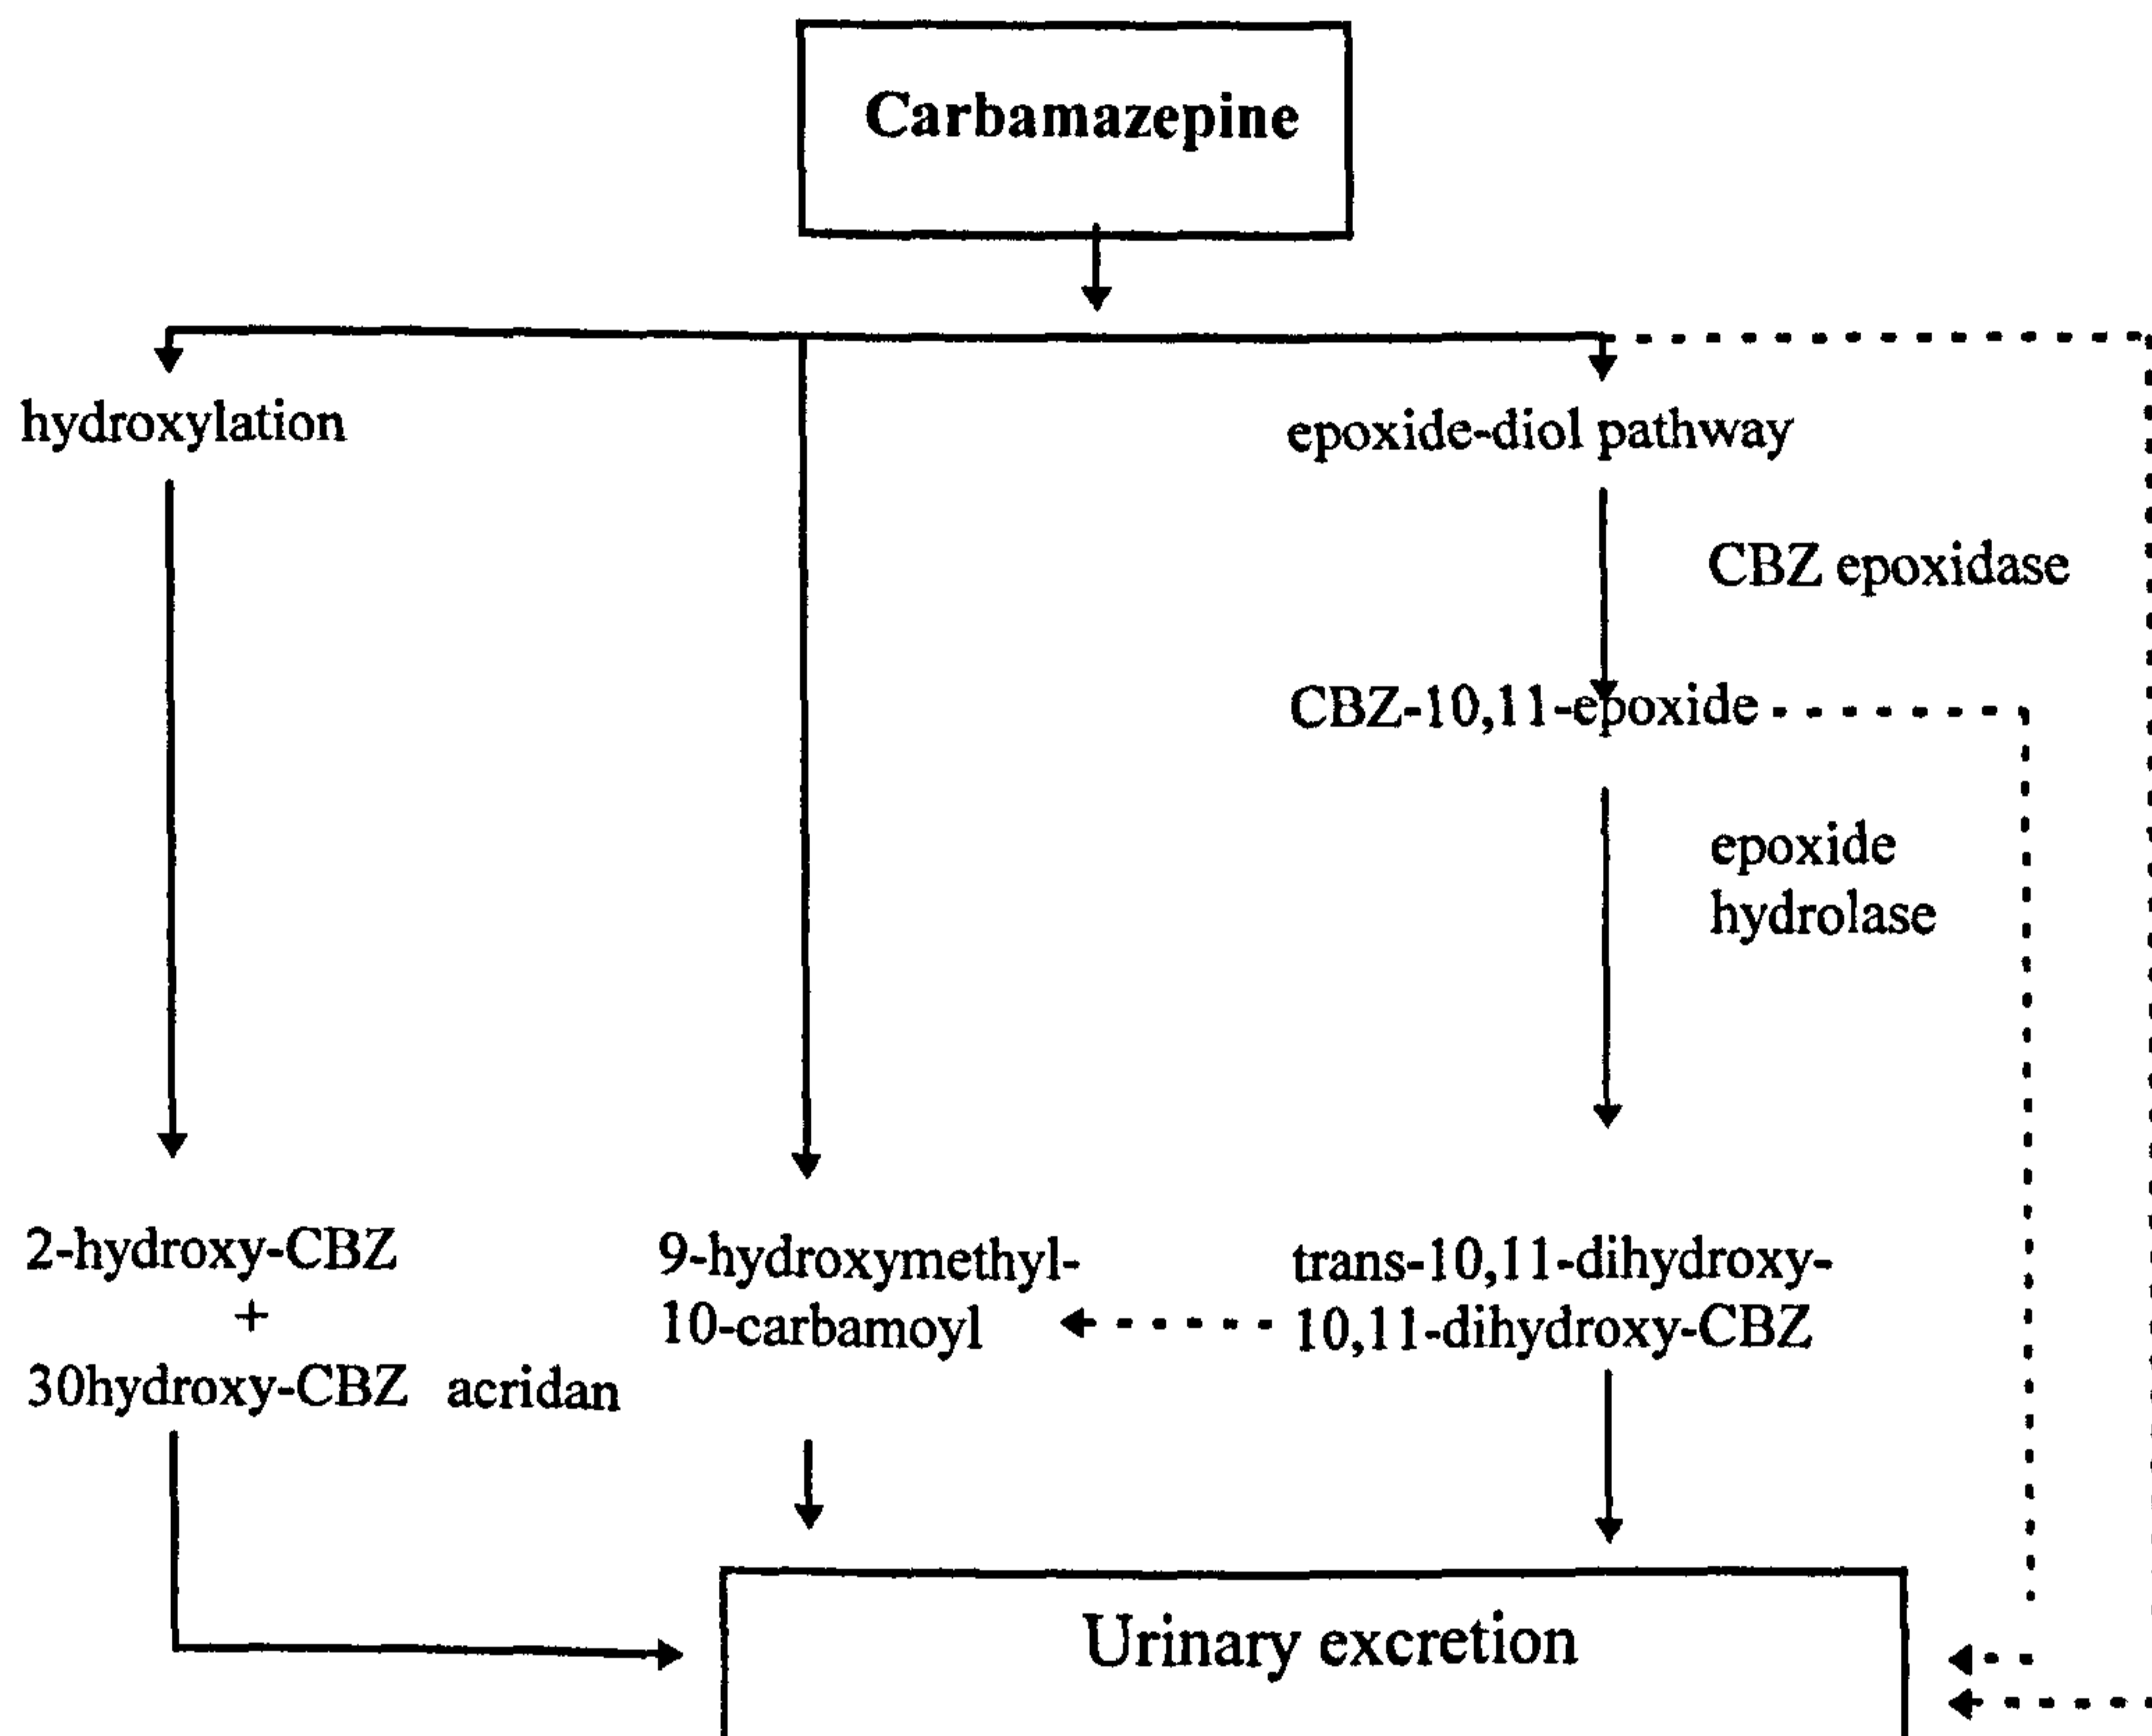 Carbamazepine
hydroxylation
epoxide-diol pathway
CBZ epoxidase
CBZ-10,11-epoxide
epoxide
hydrolase
2-hydroxy-CBZ
+
30hydroxy-CBZ acridan
9-hydroxymethyl-
10-carbamoyl
trans-10,11-dihydroxy-
10,11-dihydroxy-CBZ
Urinary excretion